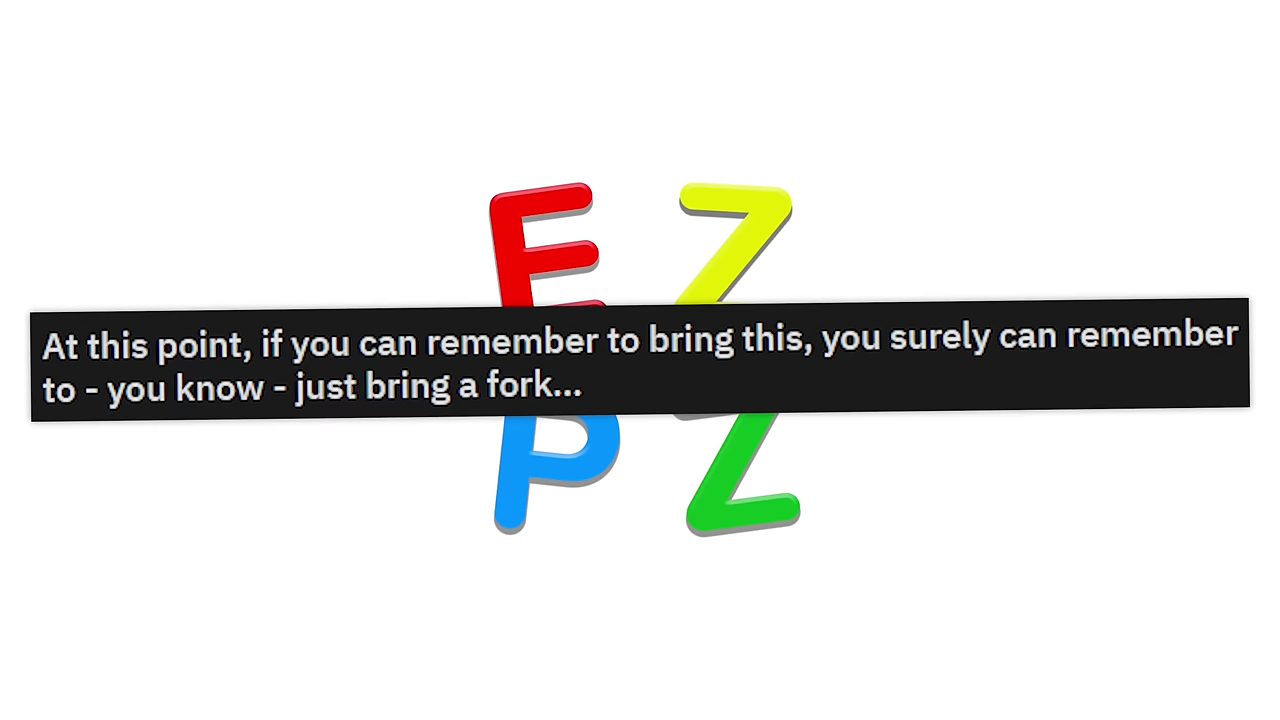 E Z
At this point, if you can remember to bring this, you surely can remember
to - you know - just bring a fork...
P Z